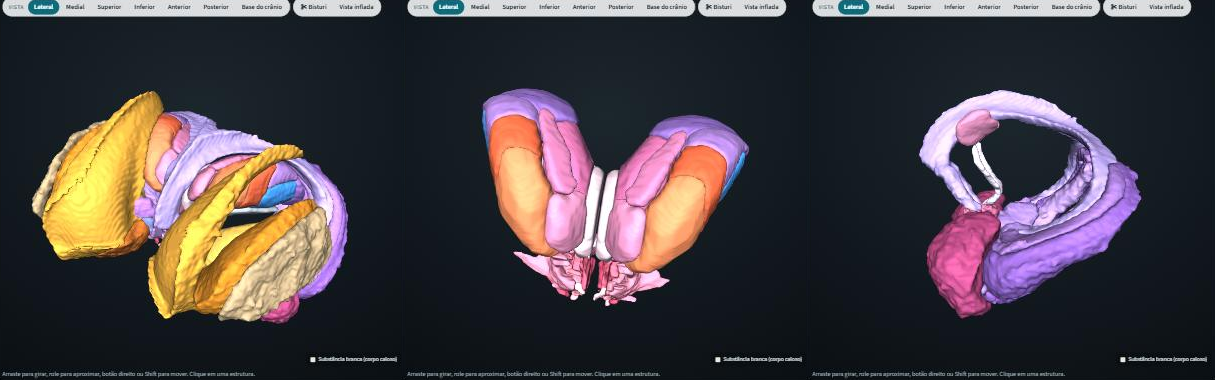 VISTA Lateral Medial Superior Inferior Anterior Posterior Base do crânio Bisturi Vista inflada
VISTA Lateral Medial Superior Inferior Anterior Posterior Base do crânio Bisturi Vista inflada
VISTA Lateral Medial Superior Inferior Anterior Posterior Base do crânio Bisturi Vista inflada
Substância branca (corpo caloso)
Substância branca (corpo caloso)
Substância branca (corpo caloso)
Arraste para girar, role para aproximar, botão direito ou Shift para mover. Clique em uma estrutura.
Arraste para girar, role para aproximar, botão direito ou Shift para mover. Clique em uma estrutura.
Arraste para girar, role para aproximar, botão direito ou Shift para mover. Clique em uma estrutura.